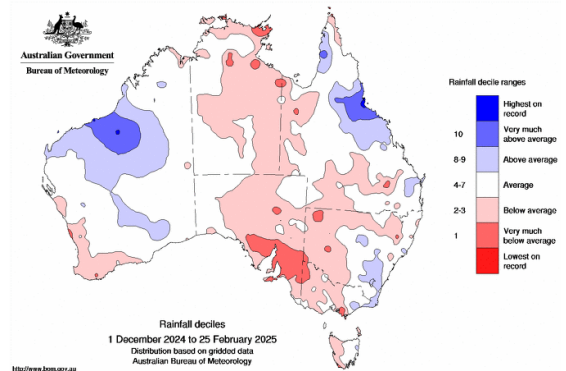 Australian Government
Bureau of Meteorology
Rainfall decile ranges
Highest on
record
10
Very much
above average
8-9
Above average
4-7
Average
2-3
Below average
1
Very much
below average
Lowest on
record
Rainfall deciles
1 December 2024 to 25 February 2025
Distribution based on gridded data
Australian Bureau of Meteorology
http://www.bom.gov.au